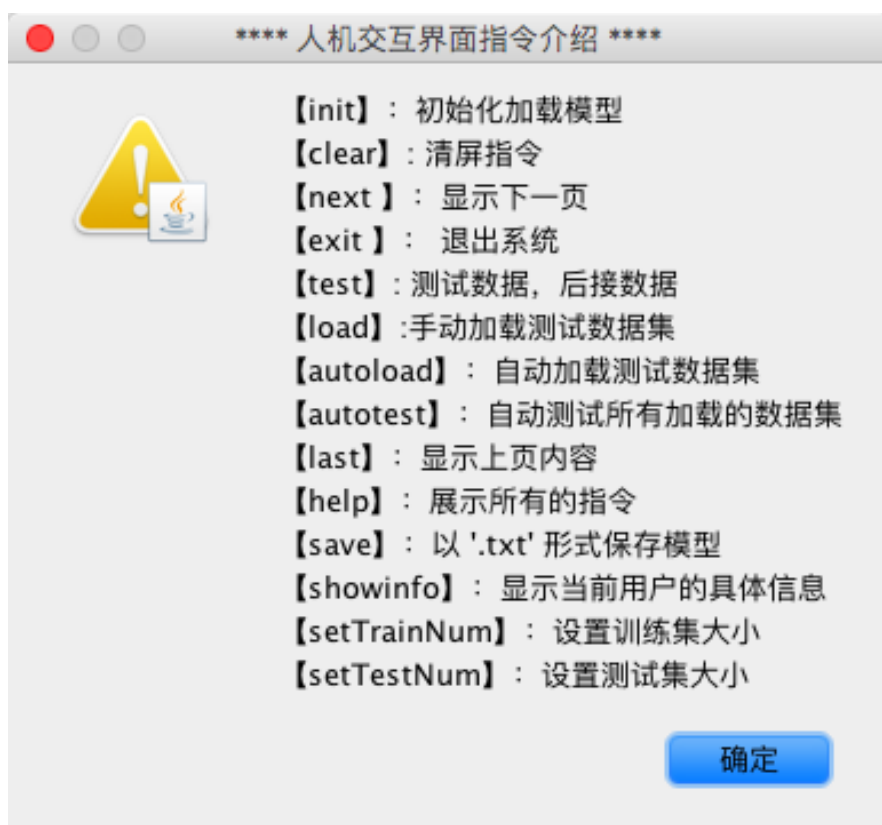 **** 人机交互界面指令介绍 ****
【init】： 初始化加载模型
【clear】: 清屏指令
【next 】： 显示下一页
【exit 】： 退出系统
【test】: 测试数据，后接数据
【load】:手动加载测试数据集
【autoload】： 自动加载测试数据集
【autotest】： 自动测试所有加载的数据集
【last】： 显示上页内容
【help】： 展示所有的指令
【save】： 以 '.txt' 形式保存模型
【showinfo】： 显示当前用户的具体信息
【setTrainNum】： 设置训练集大小
【setTestNum】： 设置测试集大小
确定